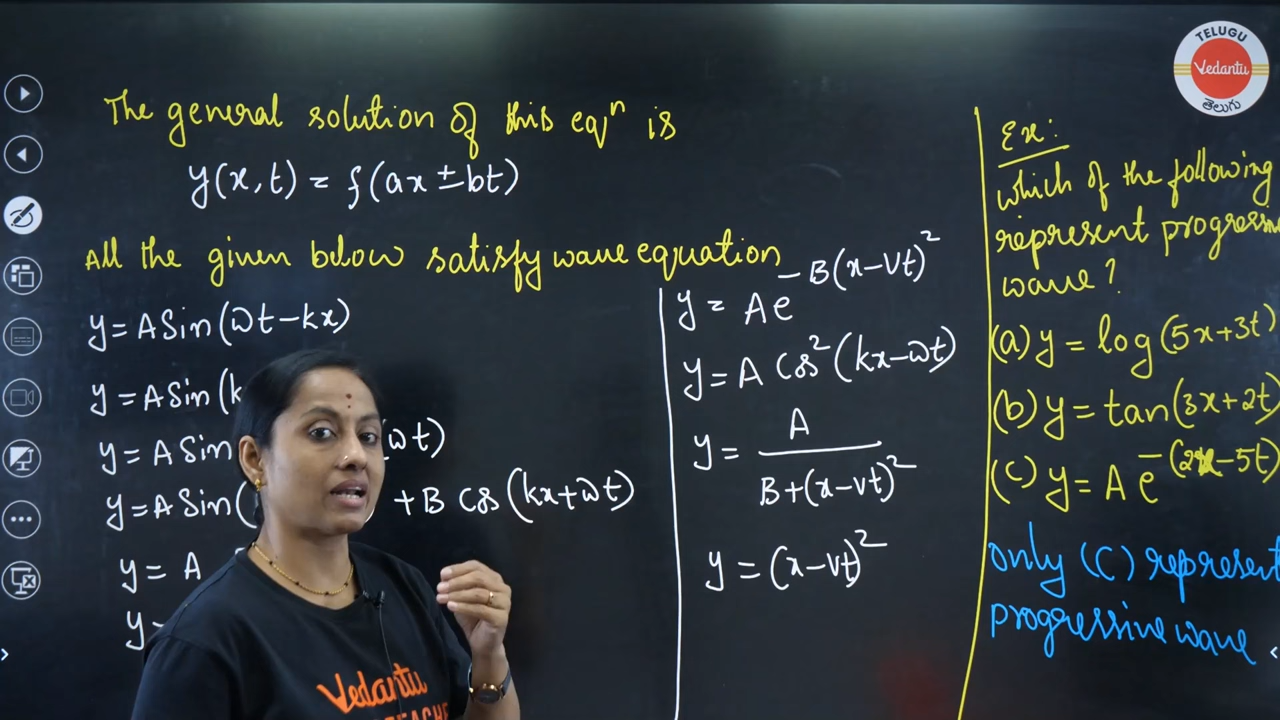 The general solution of this eqⁿ is
y(x,t) = f(ax ± bt)
All the given below satisfy wave equation
y = A Sin(ωt - kx)
y = A Sin(k
y = A Sin ωt)
y = A Sin( + B Cos (kx + ωt)
y = A
y =
y = A e^-B(x-vt)²
y = A Cos² (kx - ωt)
y = A / B + (x - vt)²
y = (x - vt)²
Ex:
which of the following
represent progressive
wave?
(a) y = log (5x + 3t)
(b) y = tan(3x + 2t)
(c) y = A e^-(2x - 5t)
only (C) represent
progressive wave
TELUGU
Vedantu
తెలుగు
Vedantu